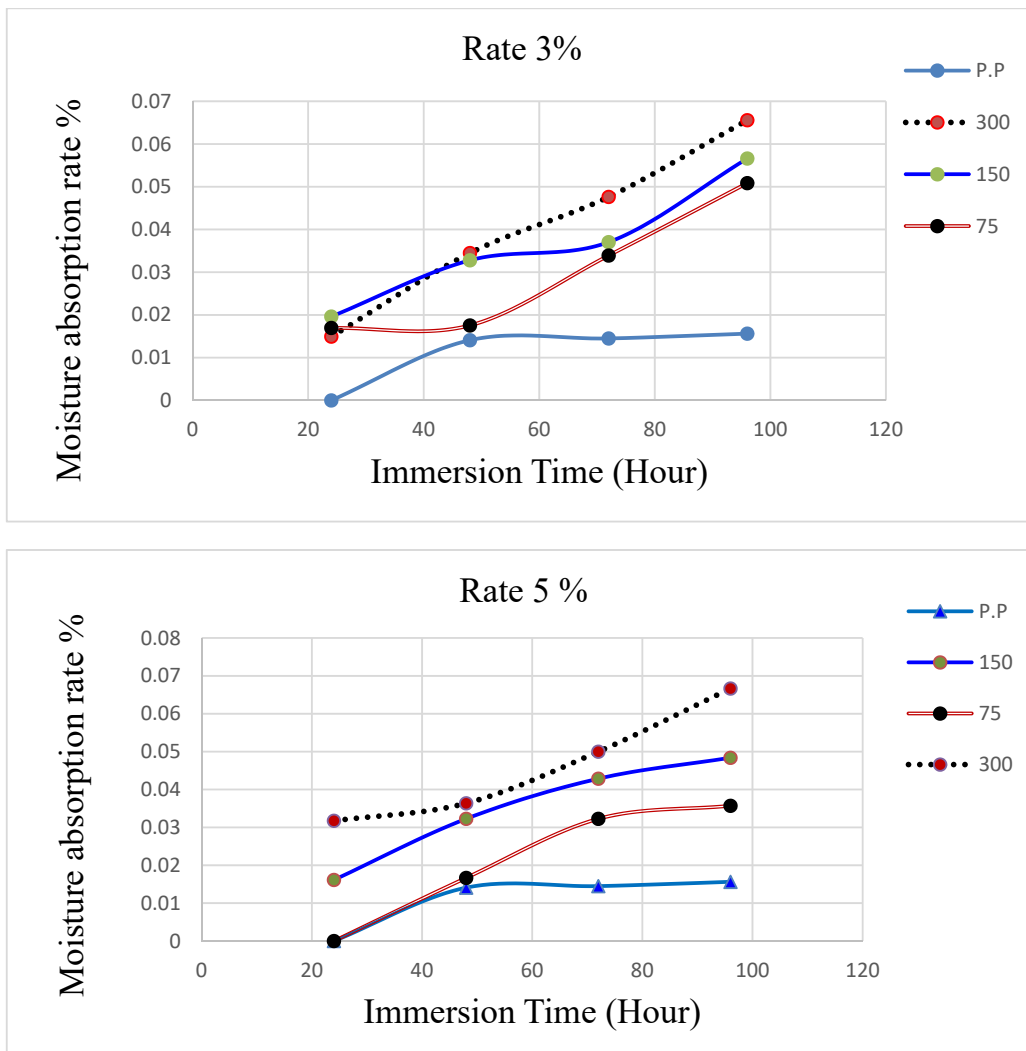 Rate 3%
Moisture absorption rate %
0.07
0.06
0.05
0.04
0.03
0.02
0.01
0
0 20 40 60 80 100 120
Immersion Time (Hour)
P.P
300
150
75
Rate 5 %
Moisture absorption rate %
0.08
0.07
0.06
0.05
0.04
0.03
0.02
0.01
0
0 20 40 60 80 100 120
Immersion Time (Hour)
P.P
150
75
300